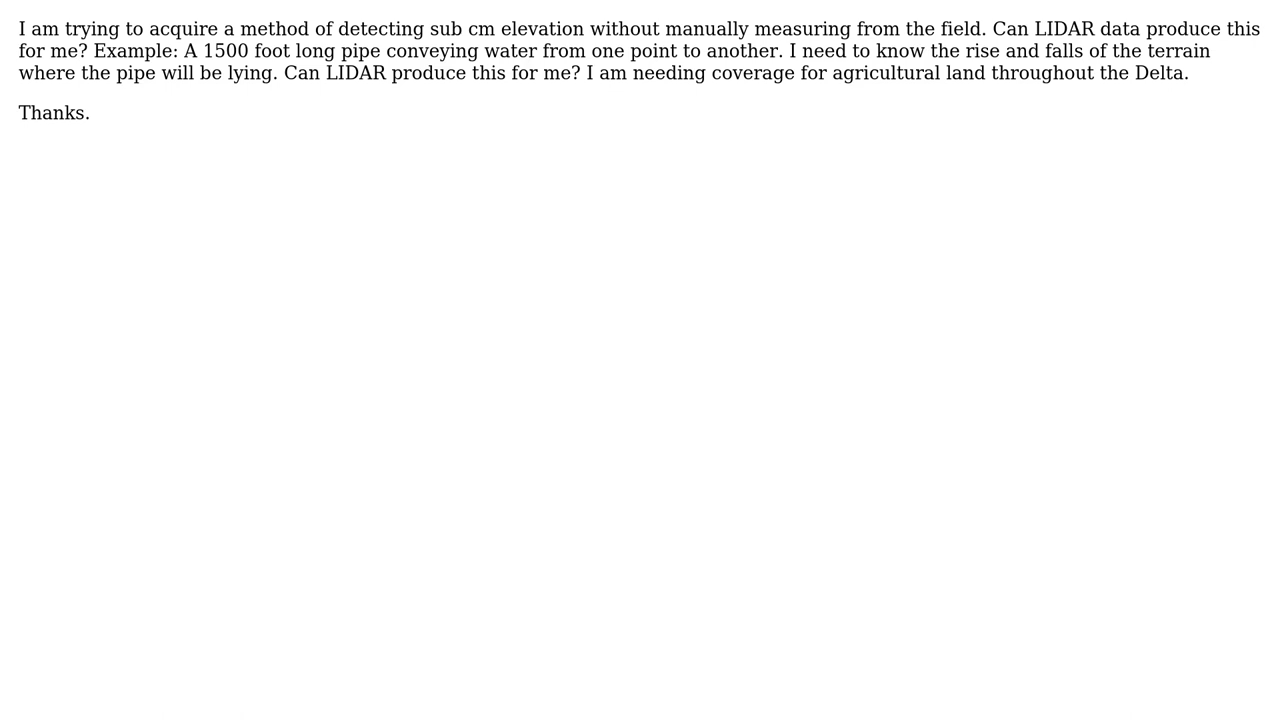 I am trying to acquire a method of detecting sub cm elevation without manually measuring from the field. Can LIDAR data produce this
for me? Example: A 1500 foot long pipe conveying water from one point to another. I need to know the rise and falls of the terrain
where the pipe will be lying. Can LIDAR produce this for me? I am needing coverage for agricultural land throughout the Delta.
Thanks.